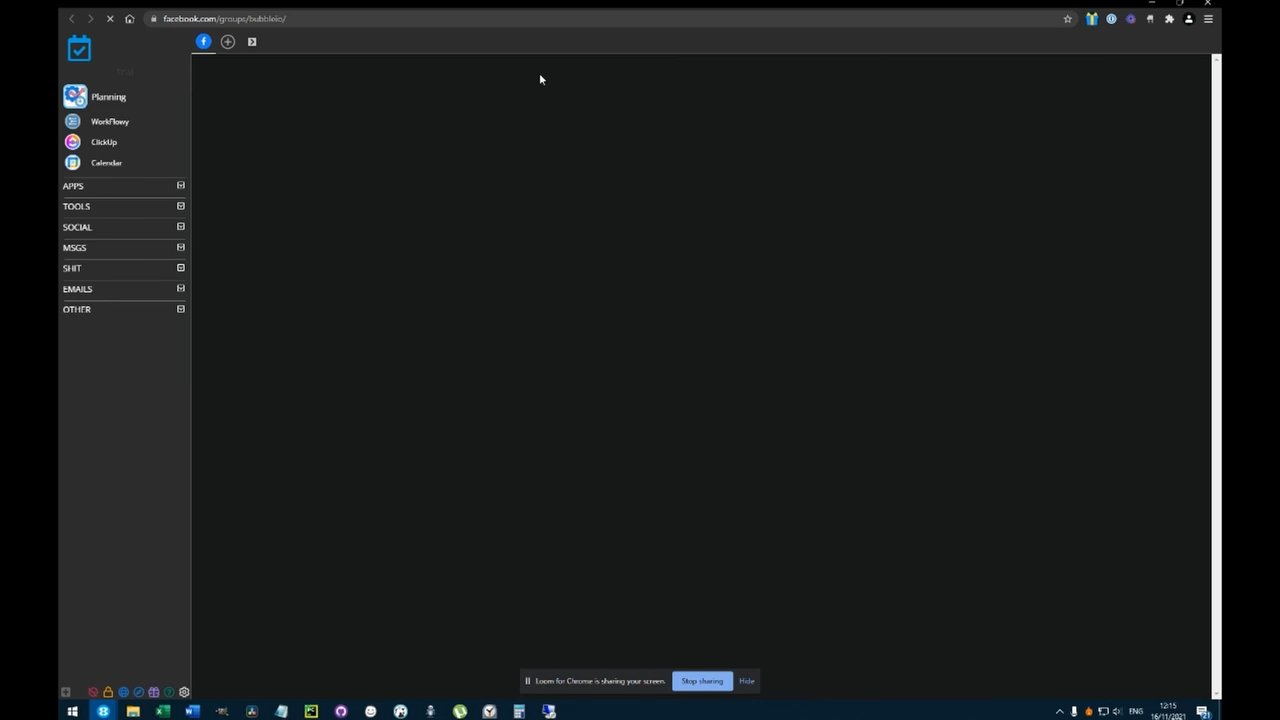 facebook.com/groups/bubbleio/
Planning
WorkFlowy
ClickUp
Calendar
APPS
TOOLS
SOCIAL
MSGS
SHIT
EMAILS
OTHER
Loom for Chrome is sharing your screen.
Stop sharing
Hide
ENG
12:15
16/11/2021